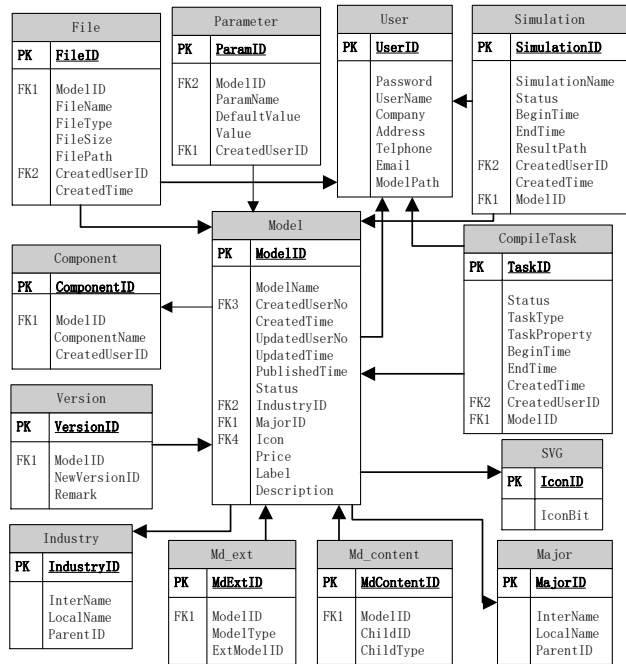 File
PK FileID
FK1 ModelID
FileName
FileType
FileSize
FilePath
FK2 CreatedUserID
CreatedTime
Parameter
PK ParamID
FK2 ModelID
ParamName
DefaultValue
Value
FK1 CreatedUserID
User
PK UserID
Password
UserName
Company
Address
Telphone
Email
ModelPath
Simulation
PK SimulationID
SimulationName
Status
BeginTime
EndTime
ResultPath
FK2 CreatedUserID
CreatedTime
FK1 ModelID
Component
PK ComponentID
FK1 ModelID
ComponentName
CreatedUserID
Model
PK ModelID
ModelName
FK3 CreatedUserNo
CreatedTime
UpdatedUserNo
UpdatedTime
PublishedTime
Status
FK2 IndustryID
FK1 MajorID
FK4 Icon
Price
Label
Description
CompileTask
PK TaskID
Status
TaskType
TaskProperty
BeginTime
EndTime
CreatedTime
FK2 CreatedUserID
FK1 ModelID
Version
PK VersionID
FK1 ModelID
NewVersionID
Remark
SVG
PK IconID
IconBit
Industry
PK IndustryID
InterName
LocalName
ParentID
Md_ext
PK MdExtID
FK1 ModelID
ModelType
ExtModelID
Md_content
PK MdContentID
FK1 ModelID
ChildID
ChildType
Major
PK MajorID
InterName
LocalName
ParentID